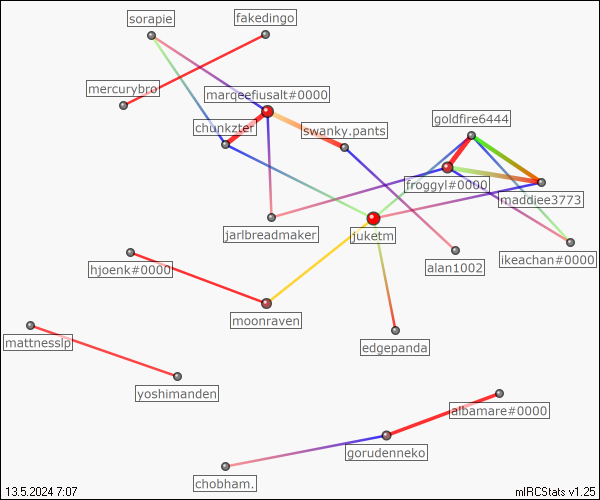 sorapie
fakedingo
mercurybro
marqeefiusalt#0000
goldfire6444
chunkzter
swanky.pants
froggyl#0000
maddiee3773
jarlbreadmaker
juketm
ikeachan#0000
alan1002
hjoenk#0000
moonraven
mattnessip
edgepanda
yoshimanden
albamare#0000
gorudenneko
chobham.
13.5.2024 7:07
mIRCStats v1.25